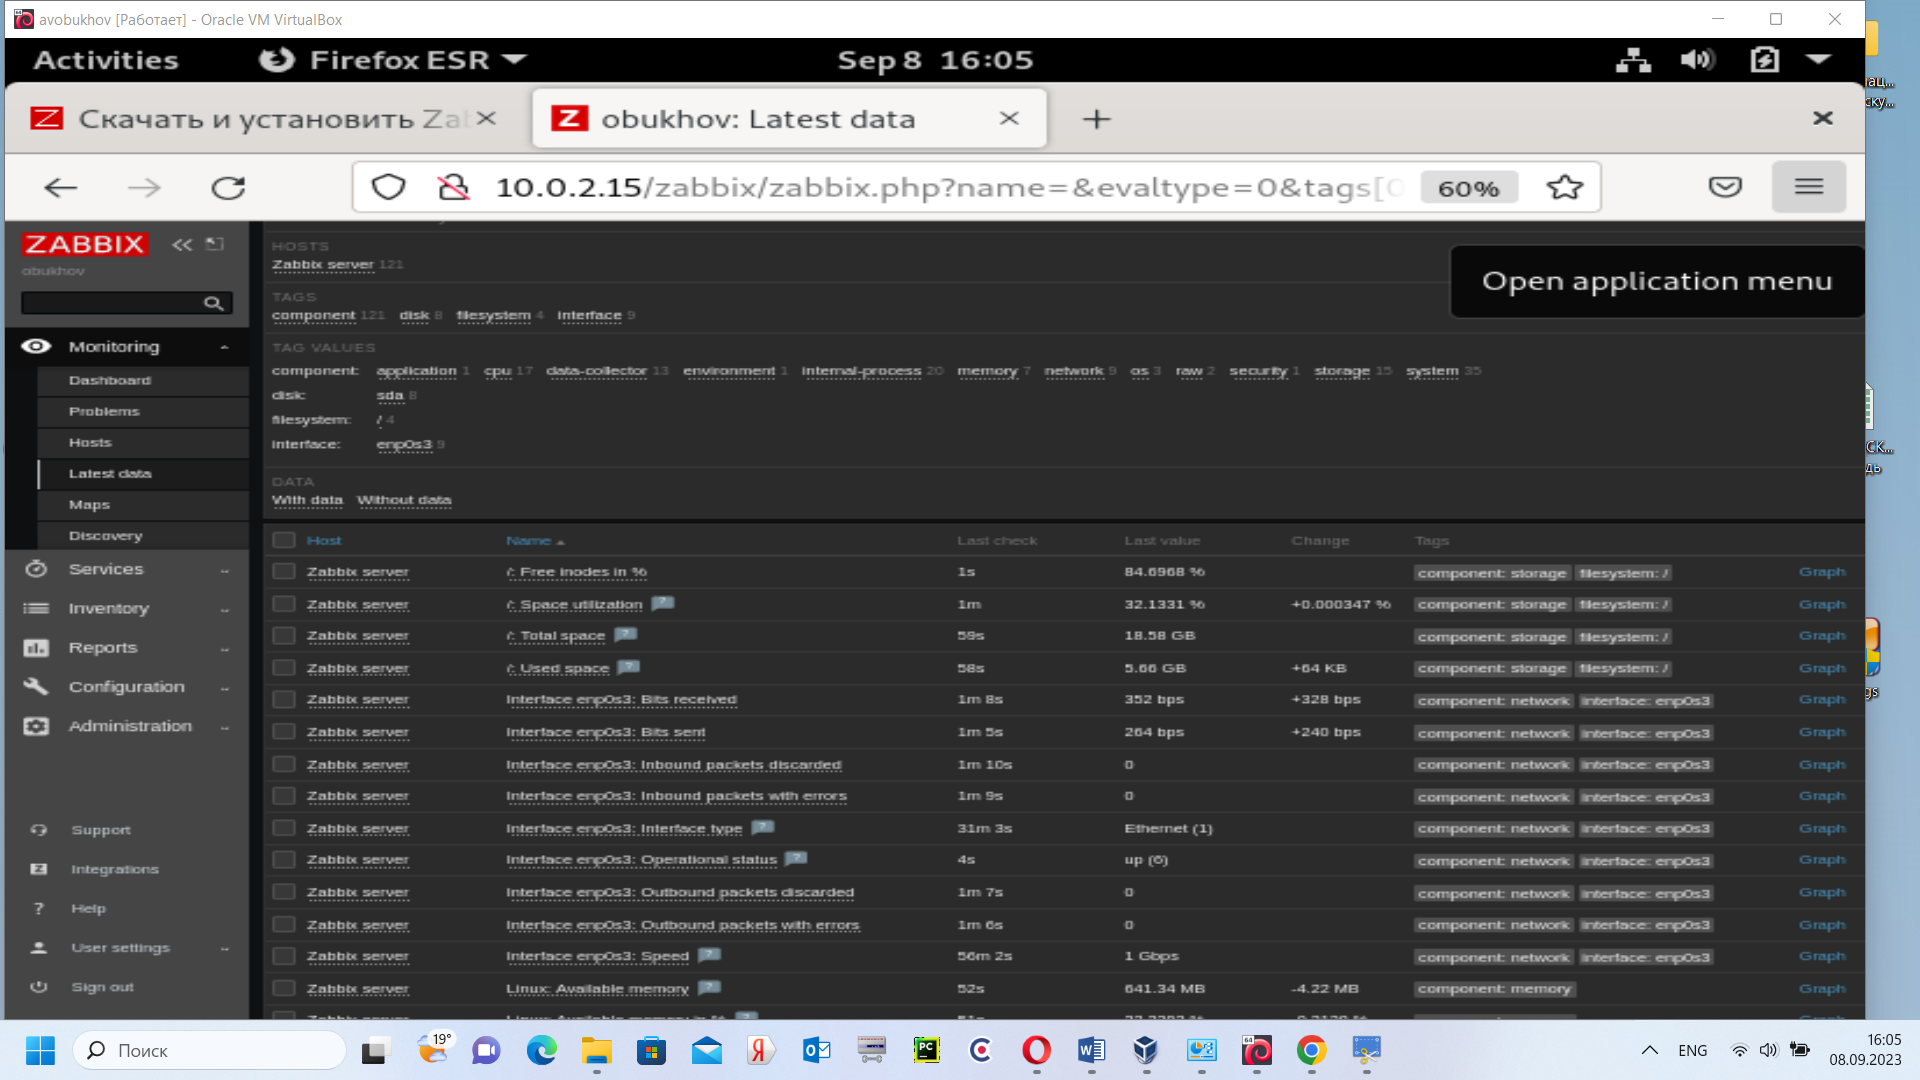 avobukhov [Работает] - Oracle VM VirtualBox
Activities Firefox ESR Sep 8 16:05
Скачать и установить Za obukhov: Latest data
10.0.2.15/zabbix/zabbix.php?name=&evaltype=0&tags[0 60%
Open application menu
ZABBIX
obukhov
Monitoring
Dashboard
Problems
Hosts
Latest data
Maps
Discovery
Services
Inventory
Reports
Configuration
Administration
Support
Integrations
Help
User settings
Sign out
HOSTS
Zabbix server 121
TAGS
component 121 disk 8 filesystem 4 interface 9
TAG VALUES
component: application 1 cpu 17 data-collector 13 environment 1 internal-process 20 memory 7 network 9 os 3 raw 2 security 1 storage 15 system 35
disk: sda 8
filesystem: / 4
interface: enp0s3 9
DATA
With data Without data
Host Name Last check Last value Change Tags
Zabbix server /: Free inodes in % 1s 84.6968 % component: storage filesystem: / Graph
Zabbix server /: Space utilization ? 1m 32.1331 % +0.000347 % component: storage filesystem: / Graph
Zabbix server /: Total space ? 59s 18.58 GB component: storage filesystem: / Graph
Zabbix server /: Used space ? 58s 5.66 GB +64 KB component: storage filesystem: / Graph
Zabbix server Interface enp0s3: Bits received 1m 8s 352 bps +328 bps component: network interface: enp0s3 Graph
Zabbix server Interface enp0s3: Bits sent 1m 5s 264 bps +240 bps component: network interface: enp0s3 Graph
Zabbix server Interface enp0s3: Inbound packets discarded 1m 10s 0 component: network interface: enp0s3 Graph
Zabbix server Interface enp0s3: Inbound packets with errors 1m 9s 0 component: network interface: enp0s3 Graph
Zabbix server Interface enp0s3: Interface type ? 31m 3s Ethernet (1) component: network interface: enp0s3 Graph
Zabbix server Interface enp0s3: Operational status ? 4s up (6) component: network interface: enp0s3 Graph
Zabbix server Interface enp0s3: Outbound packets discarded 1m 7s 0 component: network interface: enp0s3 Graph
Zabbix server Interface enp0s3: Outbound packets with errors 1m 6s 0 component: network interface: enp0s3 Graph
Zabbix server Interface enp0s3: Speed ? 56m 2s 1 Gbps component: network interface: enp0s3 Graph
Zabbix server Linux: Available memory ? 52s 641.34 MB -4.22 MB component: memory Graph
Поиск 19° ENG 16:05
08.09.2023